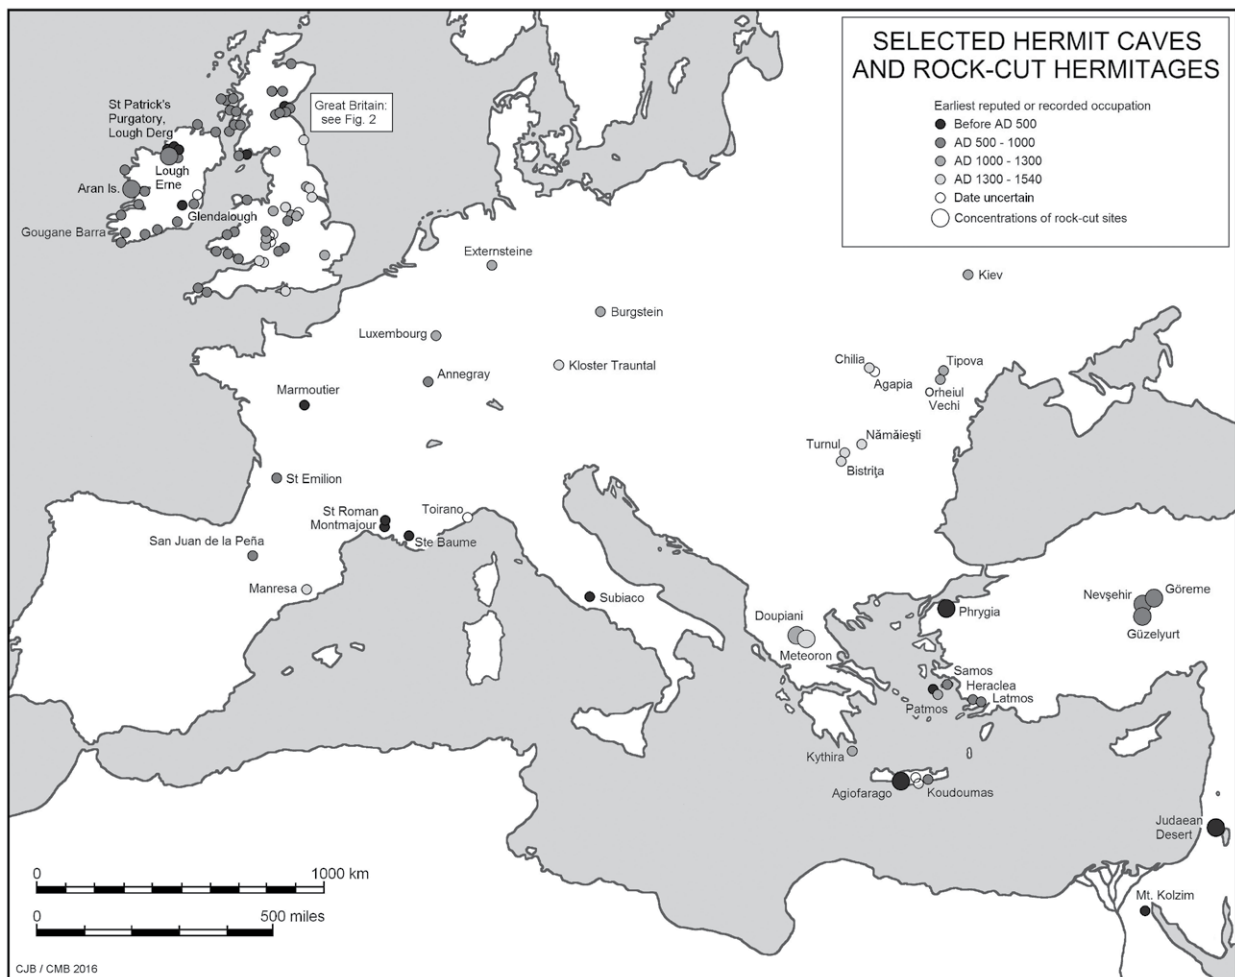 SELECTED HERMIT CAVES
AND ROCK-CUT HERMITAGES
Earliest reputed or recorded occupation
Before AD 500
AD 500 - 1000
AD 1000 - 1300
AD 1300 - 1540
Date uncertain
Concentrations of rock-cut sites
Great Britain:
see Fig. 2
St Patrick's
Purgatory,
Lough Derg
Lough
Erne
Aran Is.
Glendalough
Gougane Barra
Externsteine
Kiev
Burgstein
Luxembourg
Kloster Trauntal
Annegray
Marmoutier
Chilia
Agapia
Tipova
Orheiul
Vechi
Nămăieşti
Turnul
Bistriţa
St Emilion
St Roman
Montmajour
Toirano
Ste Baume
San Juan de la Peña
Manresa
Subiaco
Doupiani
Meteoron
Phrygia
Nevşehir
Göreme
Güzelyurt
Samos
Heraclea
Latmos
Patmos
Kythira
Agiofarago
Koudoumas
Judaean
Desert
Mt. Kolzim
0 1000 km
0 500 miles
CJB / CMB 2016